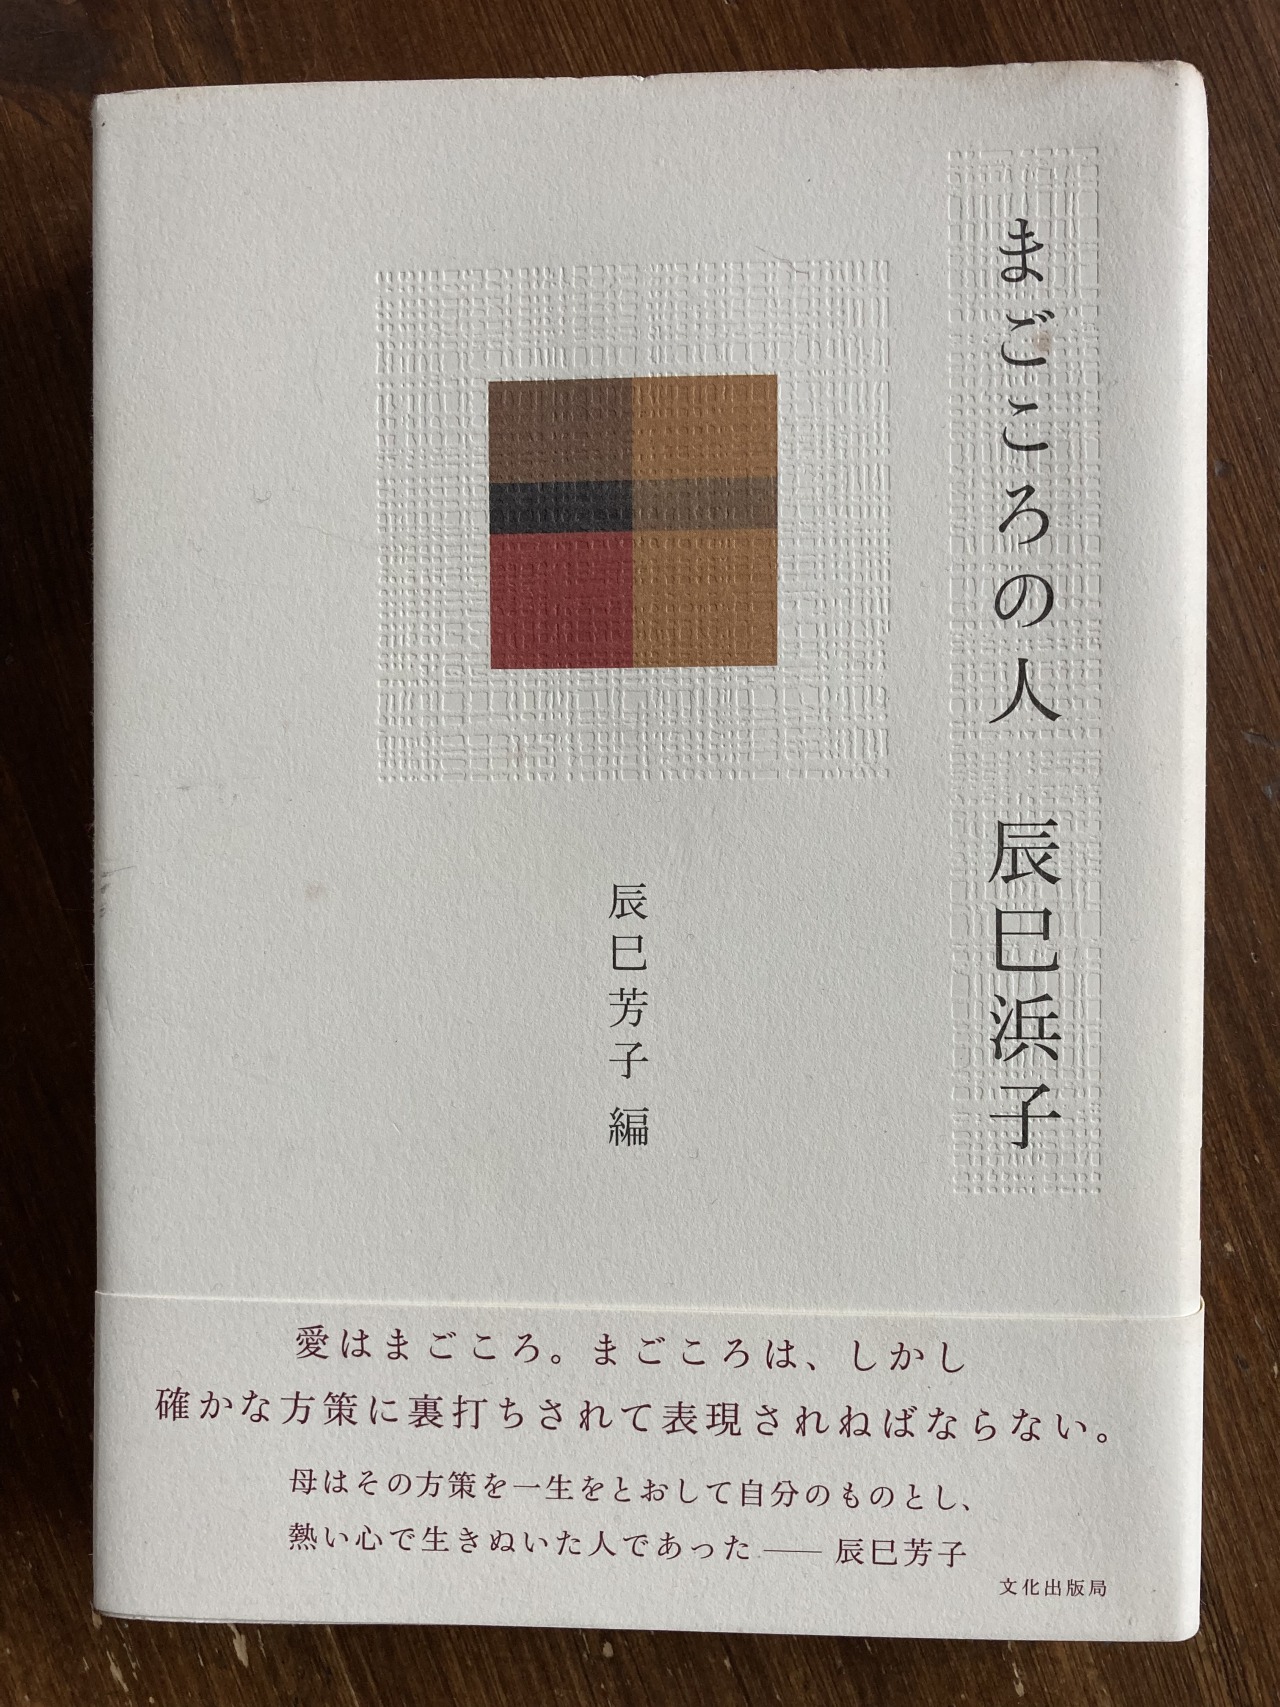 まごころの人 辰巳浜子
辰巳芳子 編
愛はまごころ。まごころは、しかし
確かな方策に裏打ちされて表現されねばならない。
母はその方策を一生をとおして自分のものとし、
熱い心で生きぬいた人であった —— 辰巳芳子
文化出版局